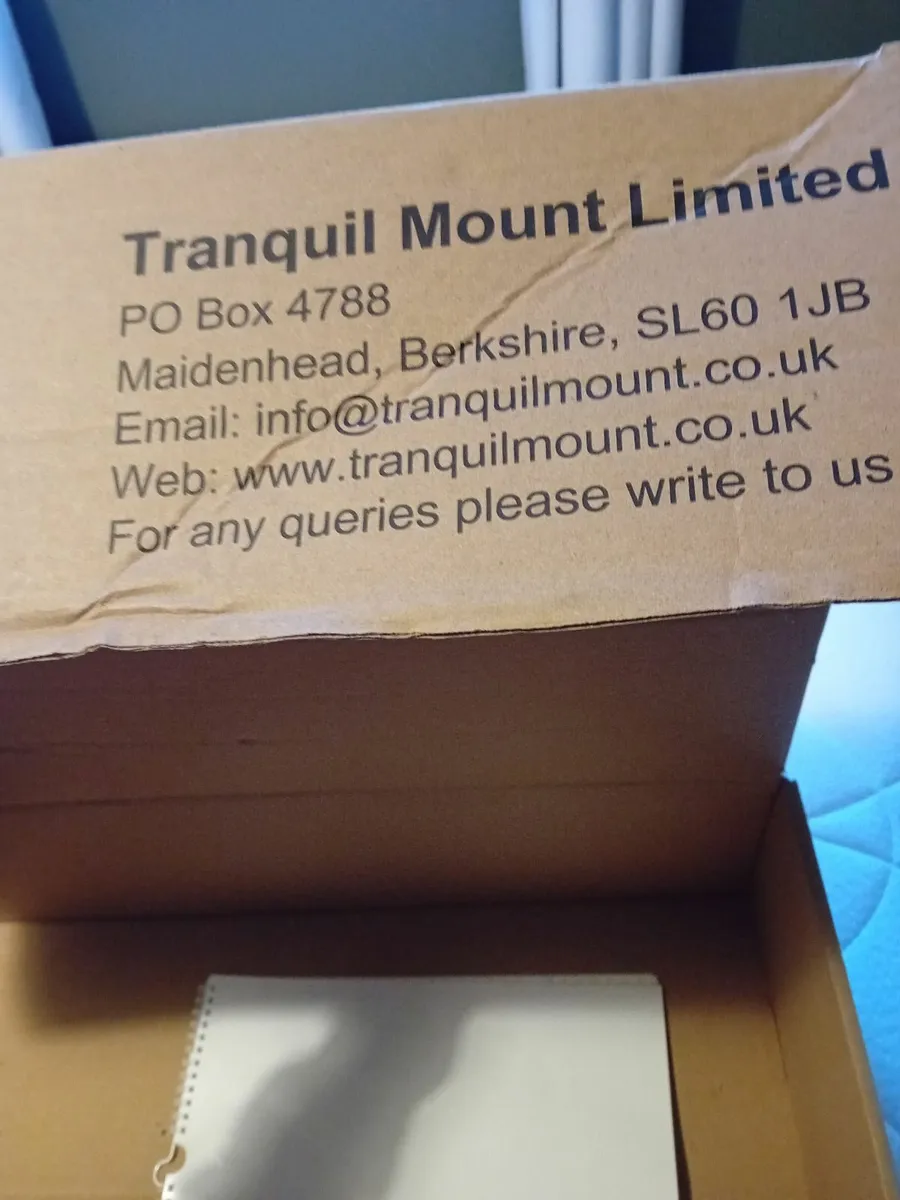 Tranquil Mount Limited
PO Box 4788
Maidenhead, Berkshire, SL60 1JB
Email: info@tranquilmount.co.uk
Web: www.tranquilmount.co.uk
For any queries please write to us